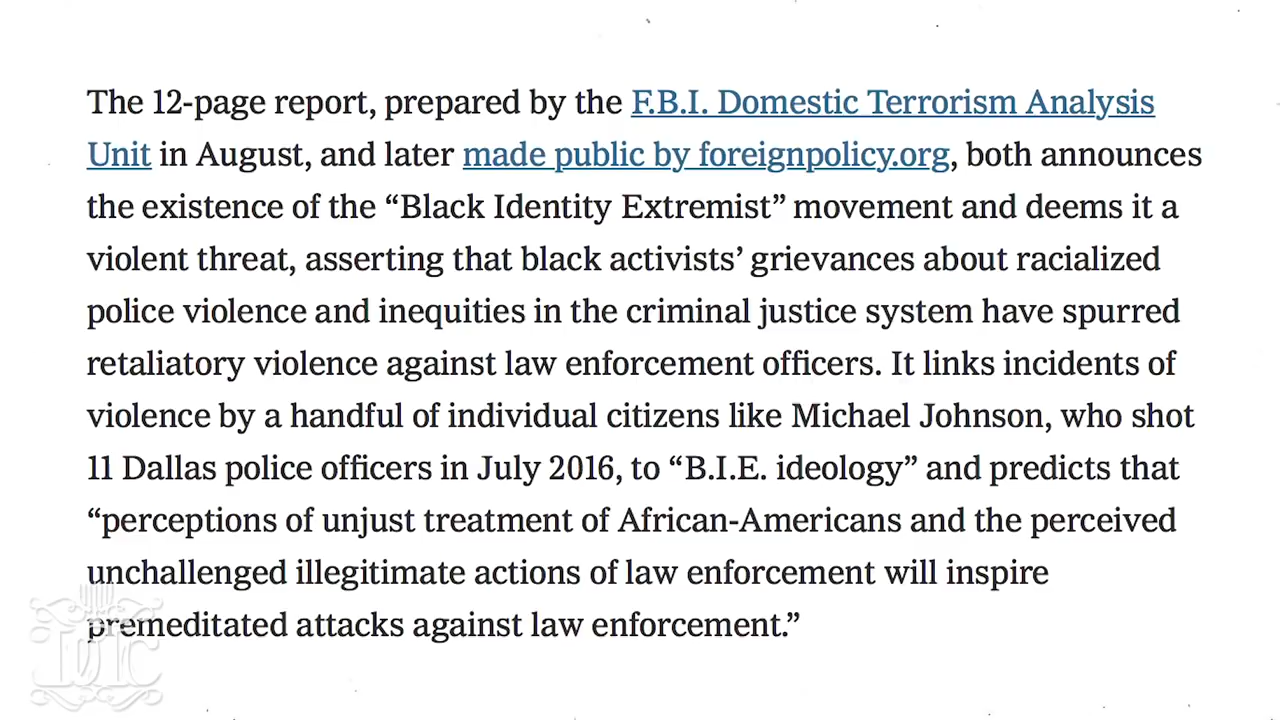 The 12-page report, prepared by the F.B.I. Domestic Terrorism Analysis
Unit in August, and later made public by foreignpolicy.org, both announces
the existence of the “Black Identity Extremist” movement and deems it a
violent threat, asserting that black activists’ grievances about racialized
police violence and inequities in the criminal justice system have spurred
retaliatory violence against law enforcement officers. It links incidents of
violence by a handful of individual citizens like Michael Johnson, who shot
11 Dallas police officers in July 2016, to “B.I.E. ideology” and predicts that
“perceptions of unjust treatment of African-Americans and the perceived
unchallenged illegitimate actions of law enforcement will inspire
premeditated attacks against law enforcement.”